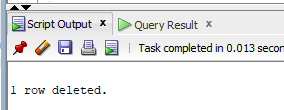 Script Output x Query Result x
Task completed in 0.013 secon
1 row deleted.